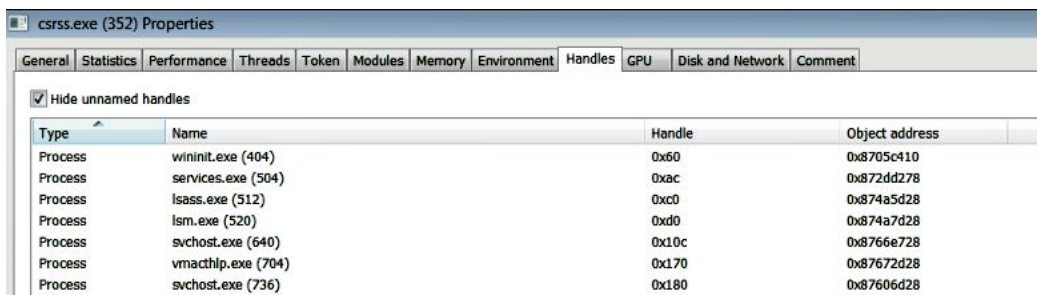 csrss.exe (352) Properties
General Statistics Performance Threads Token Modules Memory Environment Handles GPU Disk and Network Comment
Hide unnamed handles
Type Name Handle Object address
Process wininit.exe (404) 0x60 0x8705c410
Process services.exe (504) 0xac 0x872dd278
Process lsass.exe (512) 0xc0 0x874a5d28
Process lsm.exe (520) 0xd0 0x874a7d28
Process svchost.exe (640) 0x10c 0x8766e728
Process vmacthlp.exe (704) 0x170 0x87672d28
Process svchost.exe (736) 0x180 0x87606d28